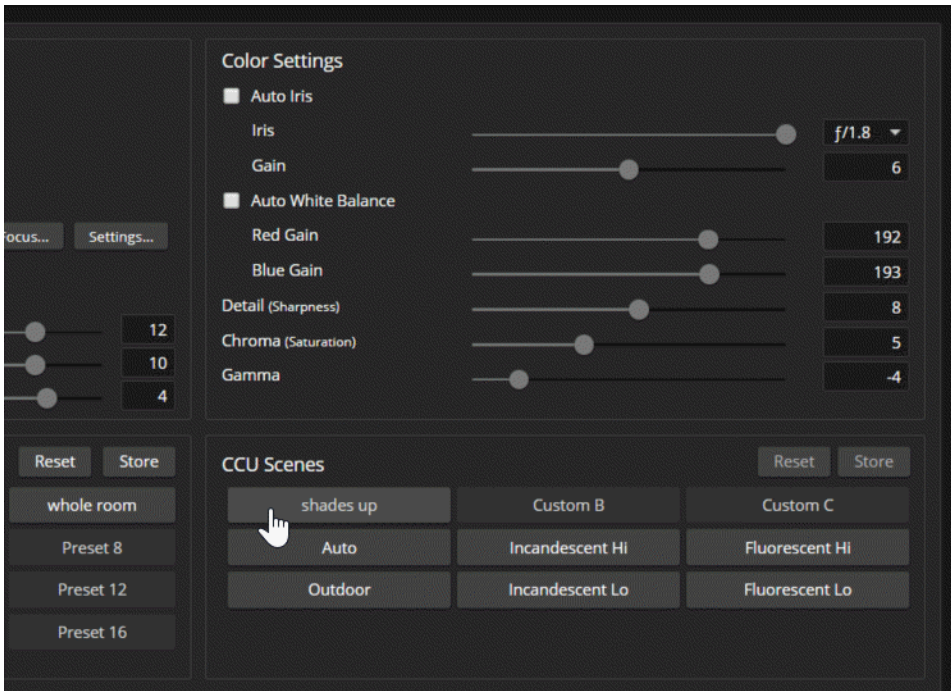 Color Settings
Auto Iris
Iris ƒ/1.8
Gain 6
Auto White Balance
Red Gain 192
Blue Gain 193
Detail (Sharpness) 8
Chroma (Saturation) 5
Gamma -4
Focus... Settings...
12
10
4
Reset Store
whole room
Preset 8
Preset 12
Preset 16
CCU Scenes Reset Store
shades up Custom B Custom C
Auto Incandescent Hi Fluorescent Hi
Outdoor Incandescent Lo Fluorescent Lo